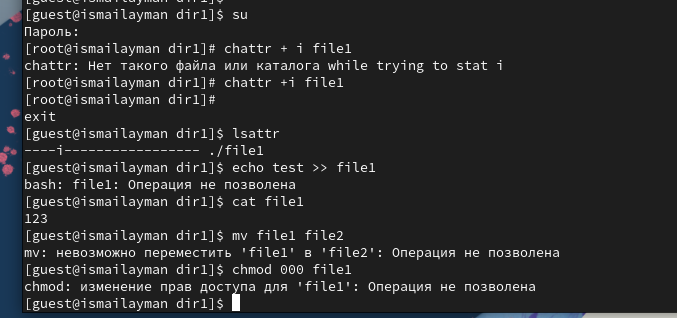 [guest@ismailayman dir1]$
[guest@ismailayman dir1]$ su
Пароль:
[root@ismailayman dir1]# chattr + i file1
chattr: Нет такого файла или каталога while trying to stat i
[root@ismailayman dir1]# chattr +i file1
[root@ismailayman dir1]#
exit
[guest@ismailayman dir1]$ lsattr
----i----------------- ./file1
[guest@ismailayman dir1]$ echo test >> file1
bash: file1: Операция не позволена
[guest@ismailayman dir1]$ cat file1
123
[guest@ismailayman dir1]$ mv file1 file2
mv: невозможно переместить 'file1' в 'file2': Операция не позволена
[guest@ismailayman dir1]$ chmod 000 file1
chmod: изменение прав доступа для 'file1': Операция не позволена
[guest@ismailayman dir1]$